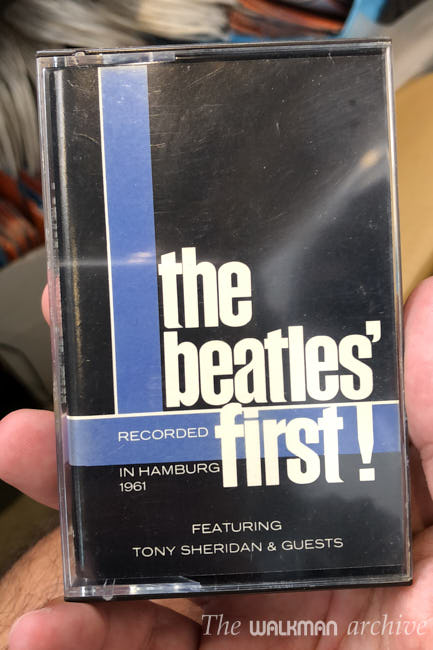 the
beatles'
first!
RECORDED
IN HAMBURG
1961
FEATURING
TONY SHERIDAN & GUESTS
The WALKMAN archive